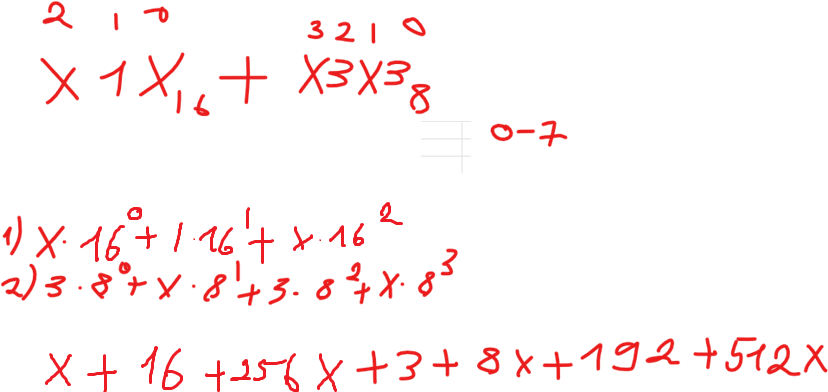 2 1 0
3 2 1 0
x1x₁₆ + x3x3₈
0-7
1) x · 16⁰ + 1 · 16¹ + x · 16²
2) 3 · 8⁰ + x · 8¹ + 3 · 8² + x · 8³
x + 16 + 256x + 3 + 8x + 192 + 512x